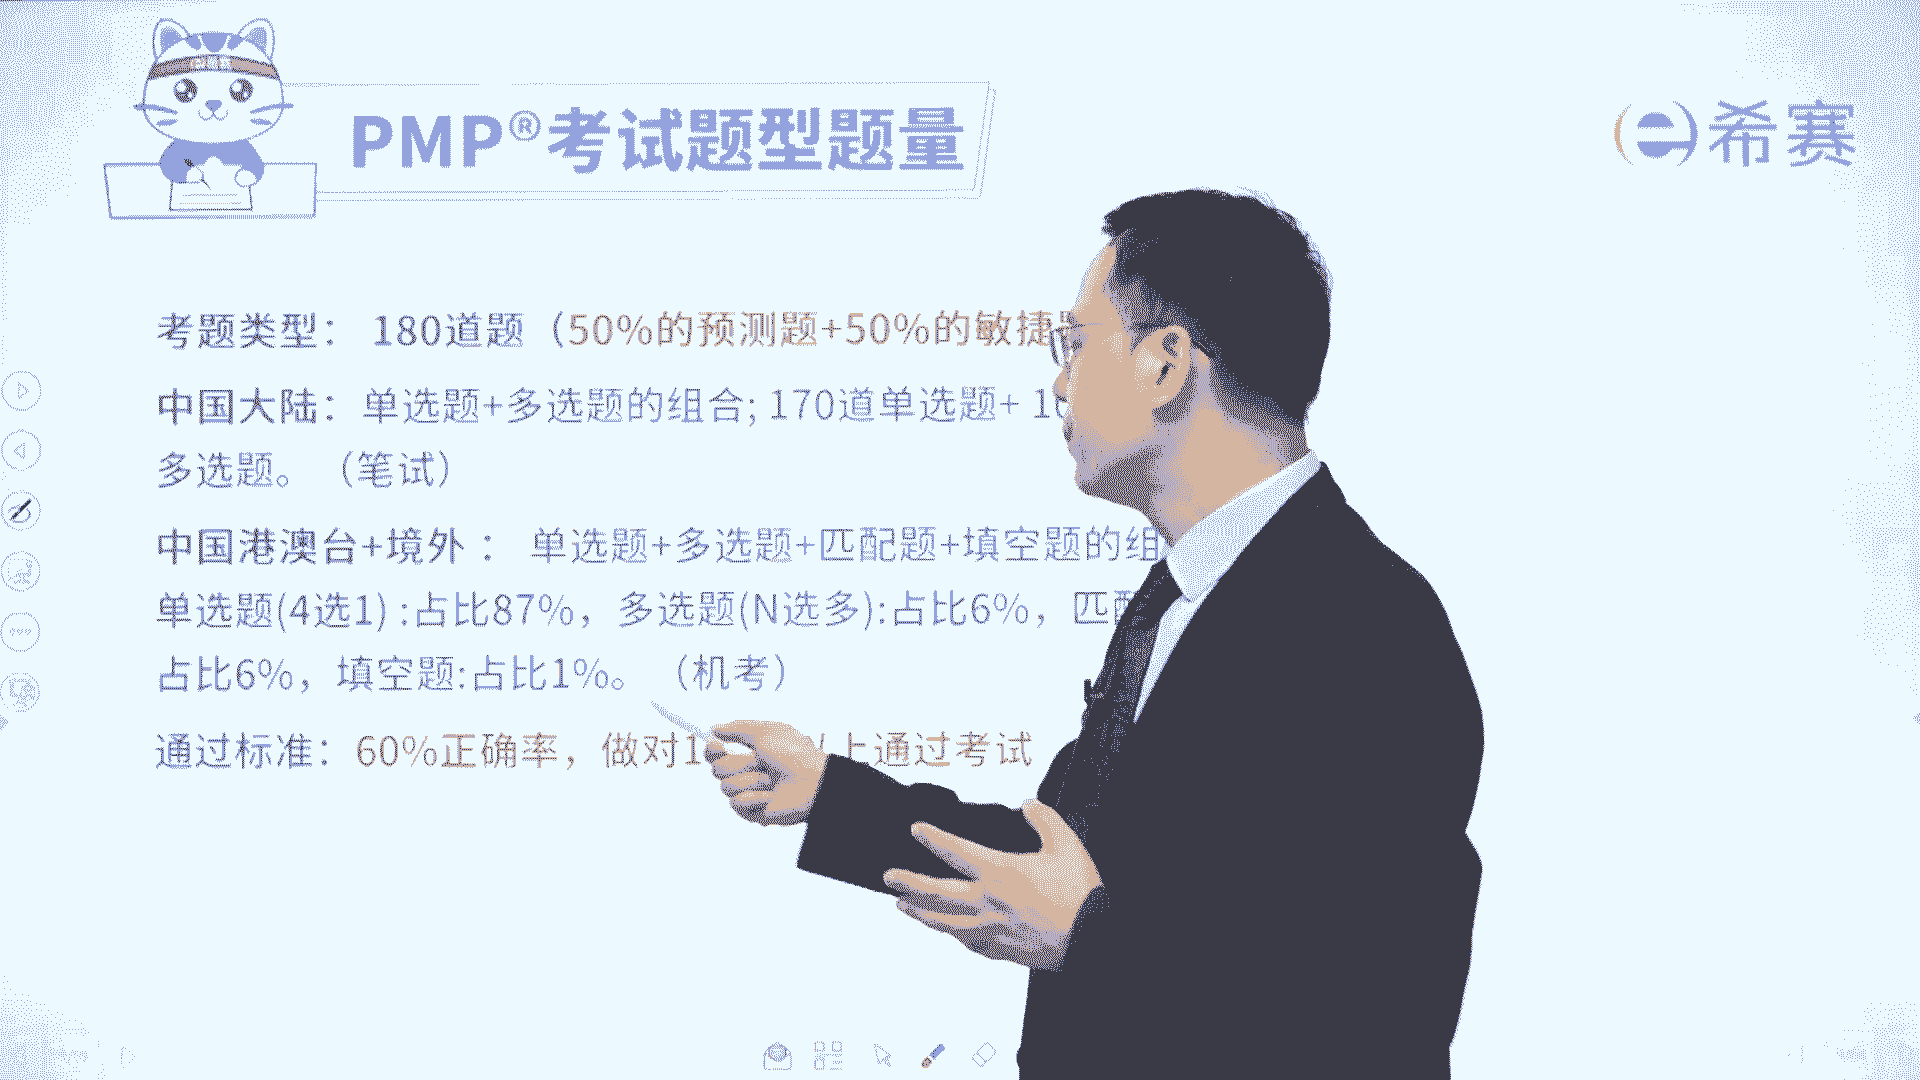 PMP®考试题型题量
希赛
考题类型： 180道题（50%的预测题+50%的敏捷
中国大陆：单选题+多选题的组合; 170道单选题+ 1
多选题。（笔试）
中国港澳台+境外 ： 单选题+多选题+匹配题+填空题的组
单选题(4选1) :占比87%，多选题(N选多):占比6%，匹
占比6%，填空题:占比1%。（机考）
通过标准：60%正确率，做对1 以上通过考试